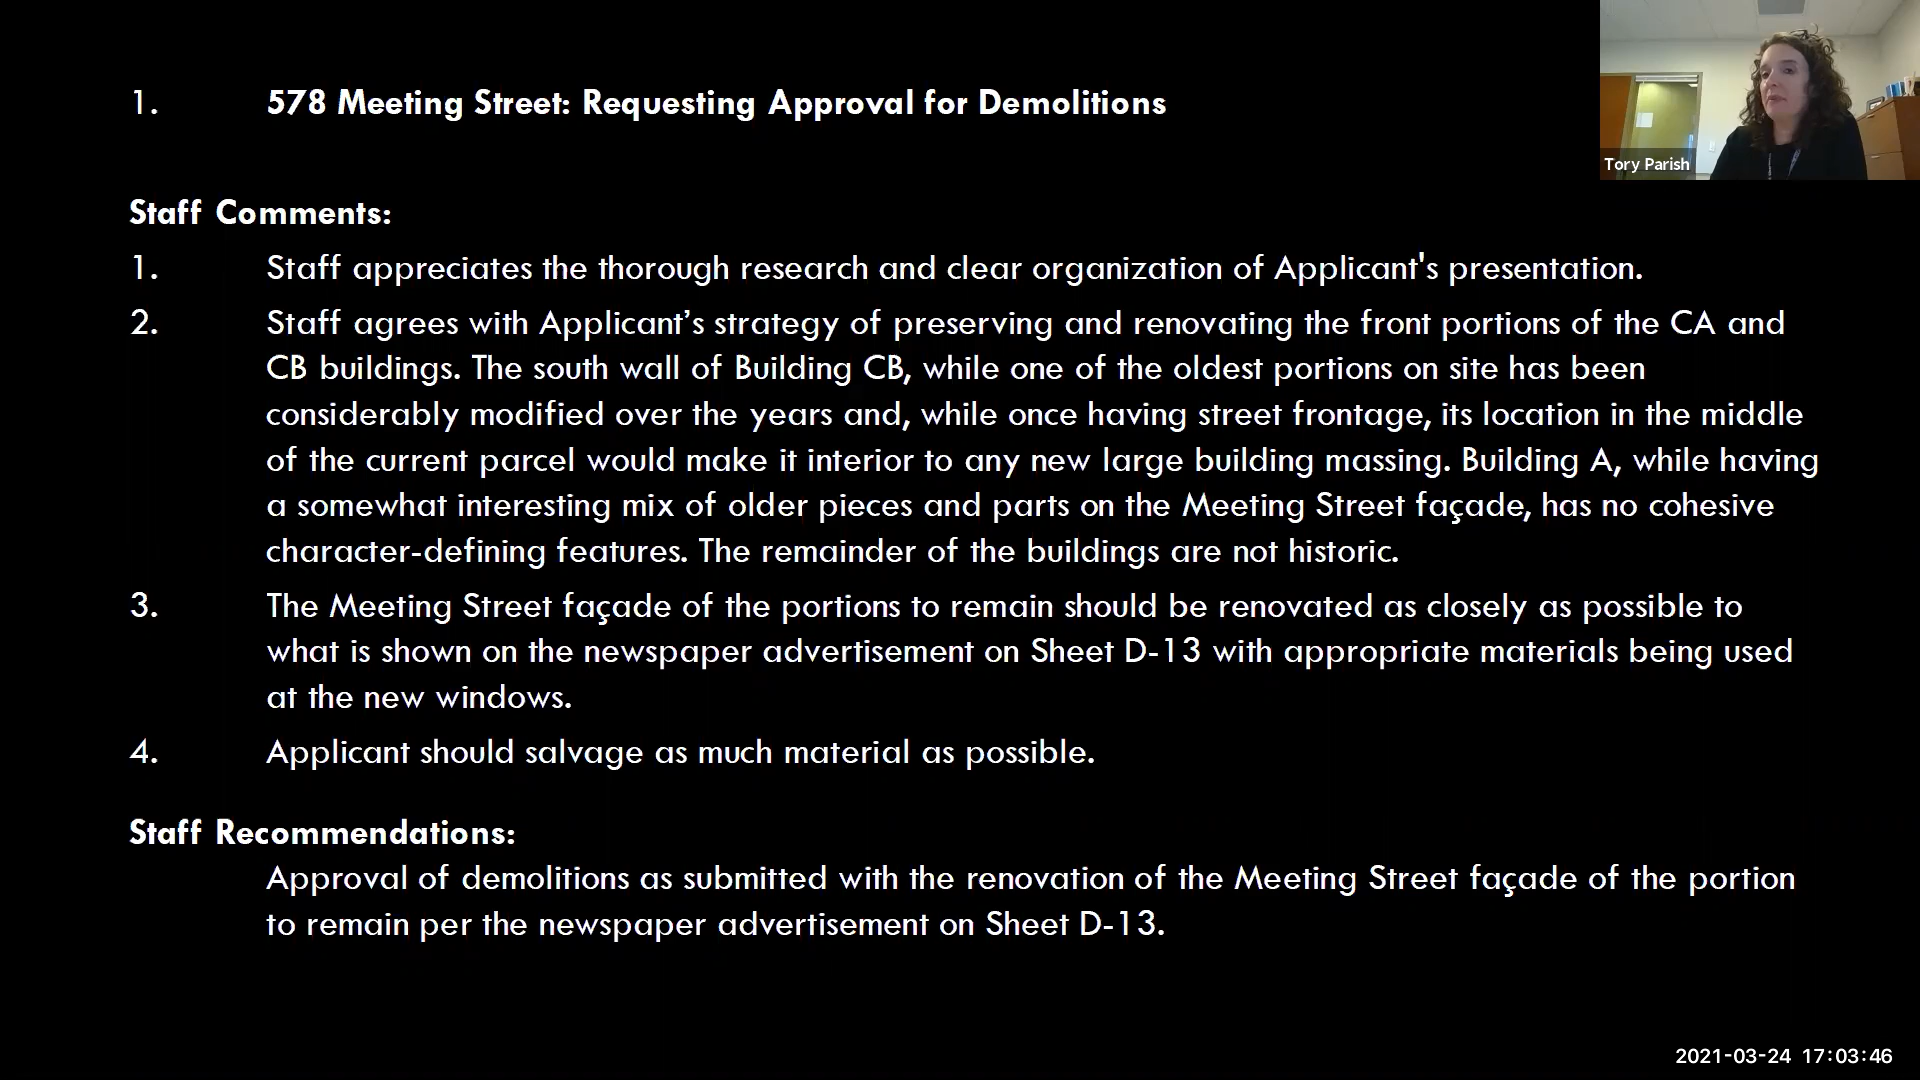 1. 578 Meeting Street: Requesting Approval for Demolitions
Tory Parish
Staff Comments:
1. Staff appreciates the thorough research and clear organization of Applicant's presentation.
2. Staff agrees with Applicant’s strategy of preserving and renovating the front portions of the CA and
CB buildings. The south wall of Building CB, while one of the oldest portions on site has been
considerably modified over the years and, while once having street frontage, its location in the middle
of the current parcel would make it interior to any new large building massing. Building A, while having
a somewhat interesting mix of older pieces and parts on the Meeting Street façade, has no cohesive
character-defining features. The remainder of the buildings are not historic.
3. The Meeting Street façade of the portions to remain should be renovated as closely as possible to
what is shown on the newspaper advertisement on Sheet D-13 with appropriate materials being used
at the new windows.
4. Applicant should salvage as much material as possible.
Staff Recommendations:
Approval of demolitions as submitted with the renovation of the Meeting Street façade of the portion
to remain per the newspaper advertisement on Sheet D-13.
2021-03-24 17:03:46